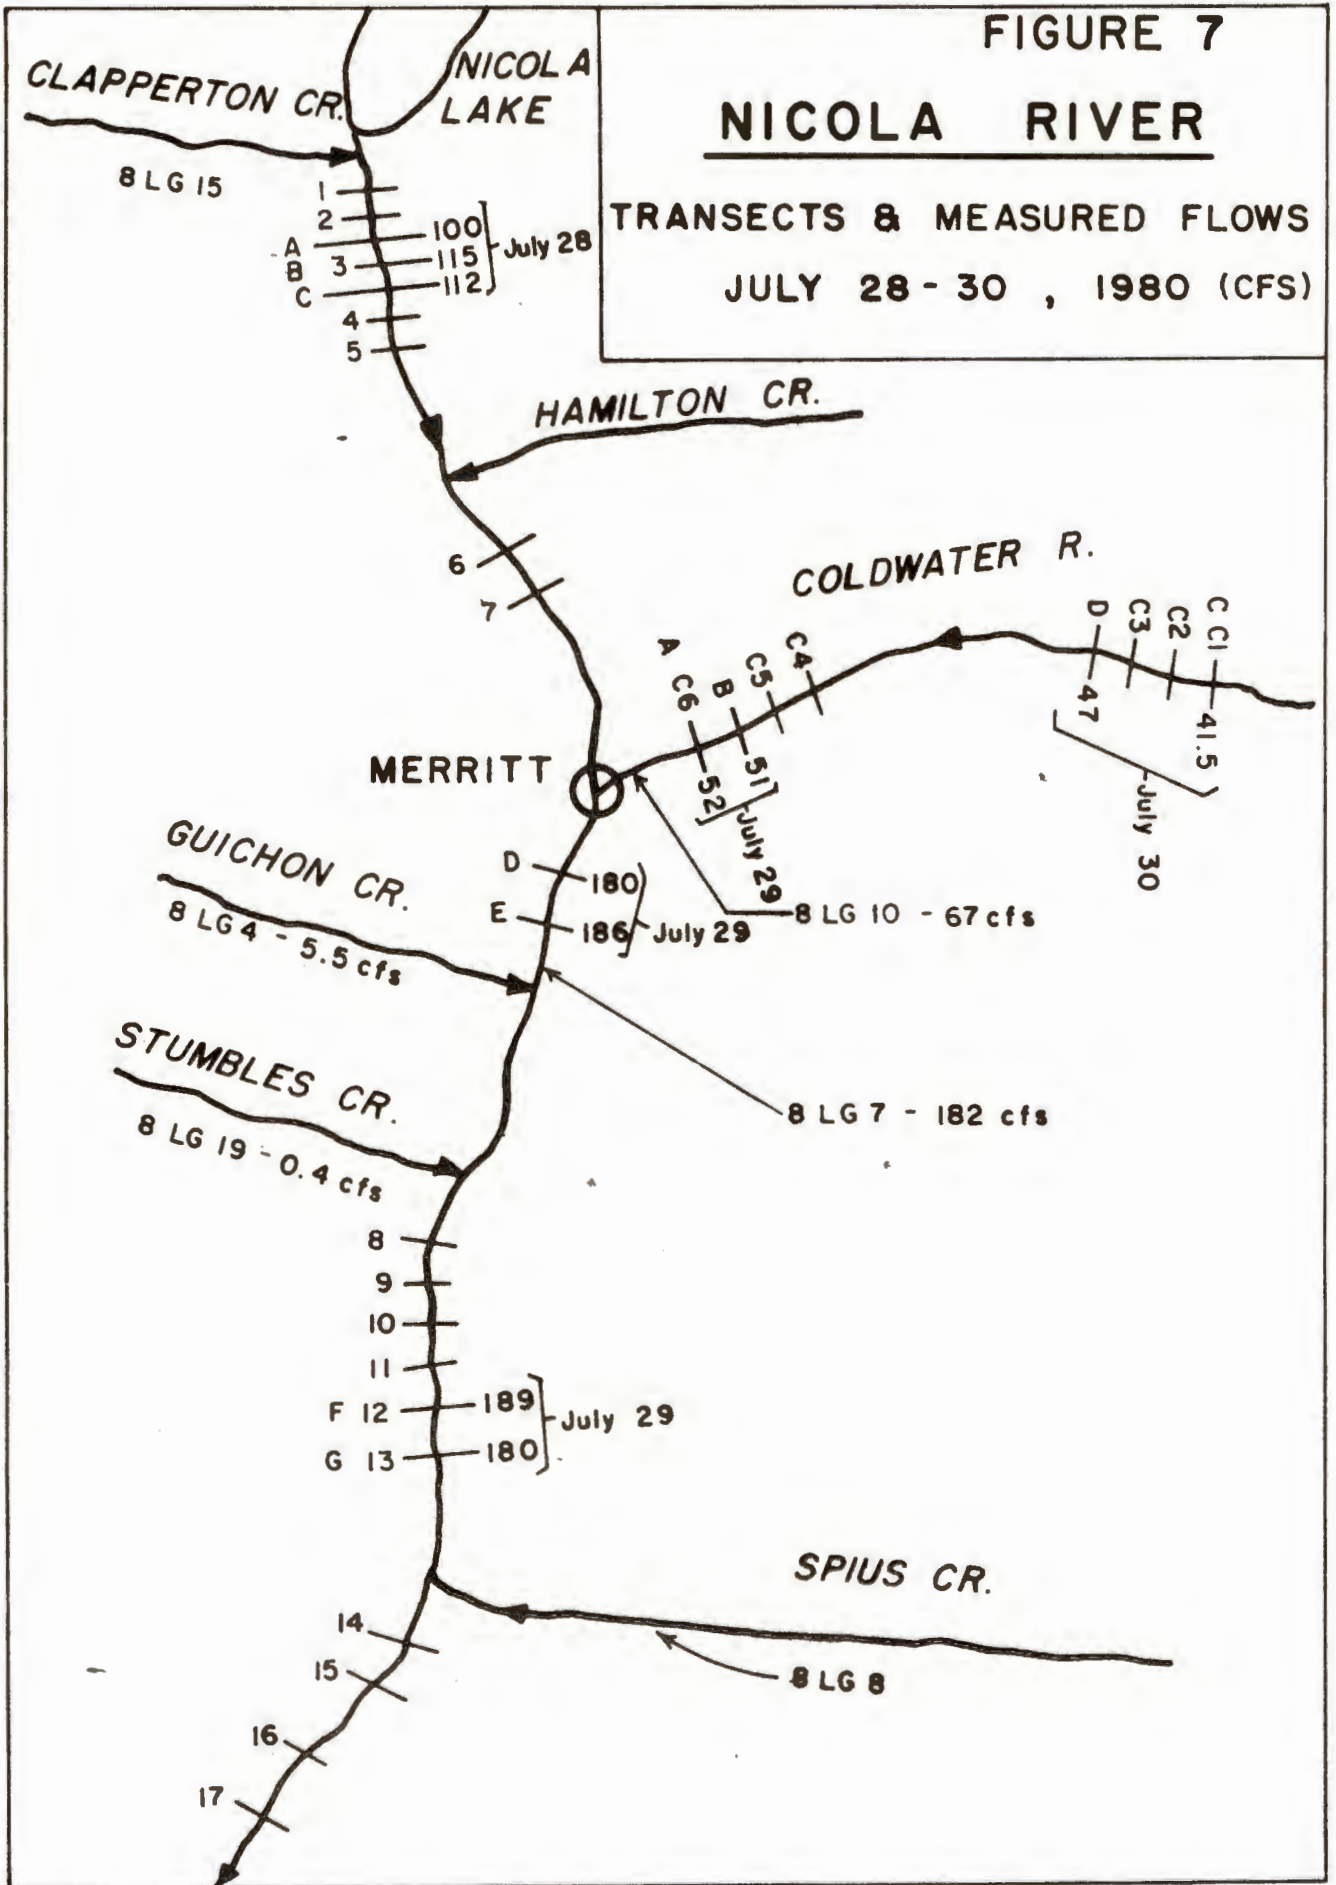 FIGURE 7
NICOLA RIVER
TRANSECTS & MEASURED FLOWS
JULY 28-30, 1980 (CFS)
NICOLA
LAKE
CLAPPERTON CR.
8 LG 15
1
2
A 100
B 3 115
C 112
July 28
4
5
HAMILTON CR.
6
7
COLDWATER R.
C C1 41.5
C2
C3
D 47
July 30
C4
C5
B 51
A C6 52
July 29
MERRITT
8 LG 10 - 67 cfs
D 180
E 186
July 29
GUICHON CR.
8 LG 4 - 5.5 cfs
8 LG 7 - 182 cfs
STUMBLES CR.
8 LG 19 - 0.4 cfs
8
9
10
11
F 12 189
G 13 180
July 29
SPIUS CR.
8 LG 8
14
15
16
17